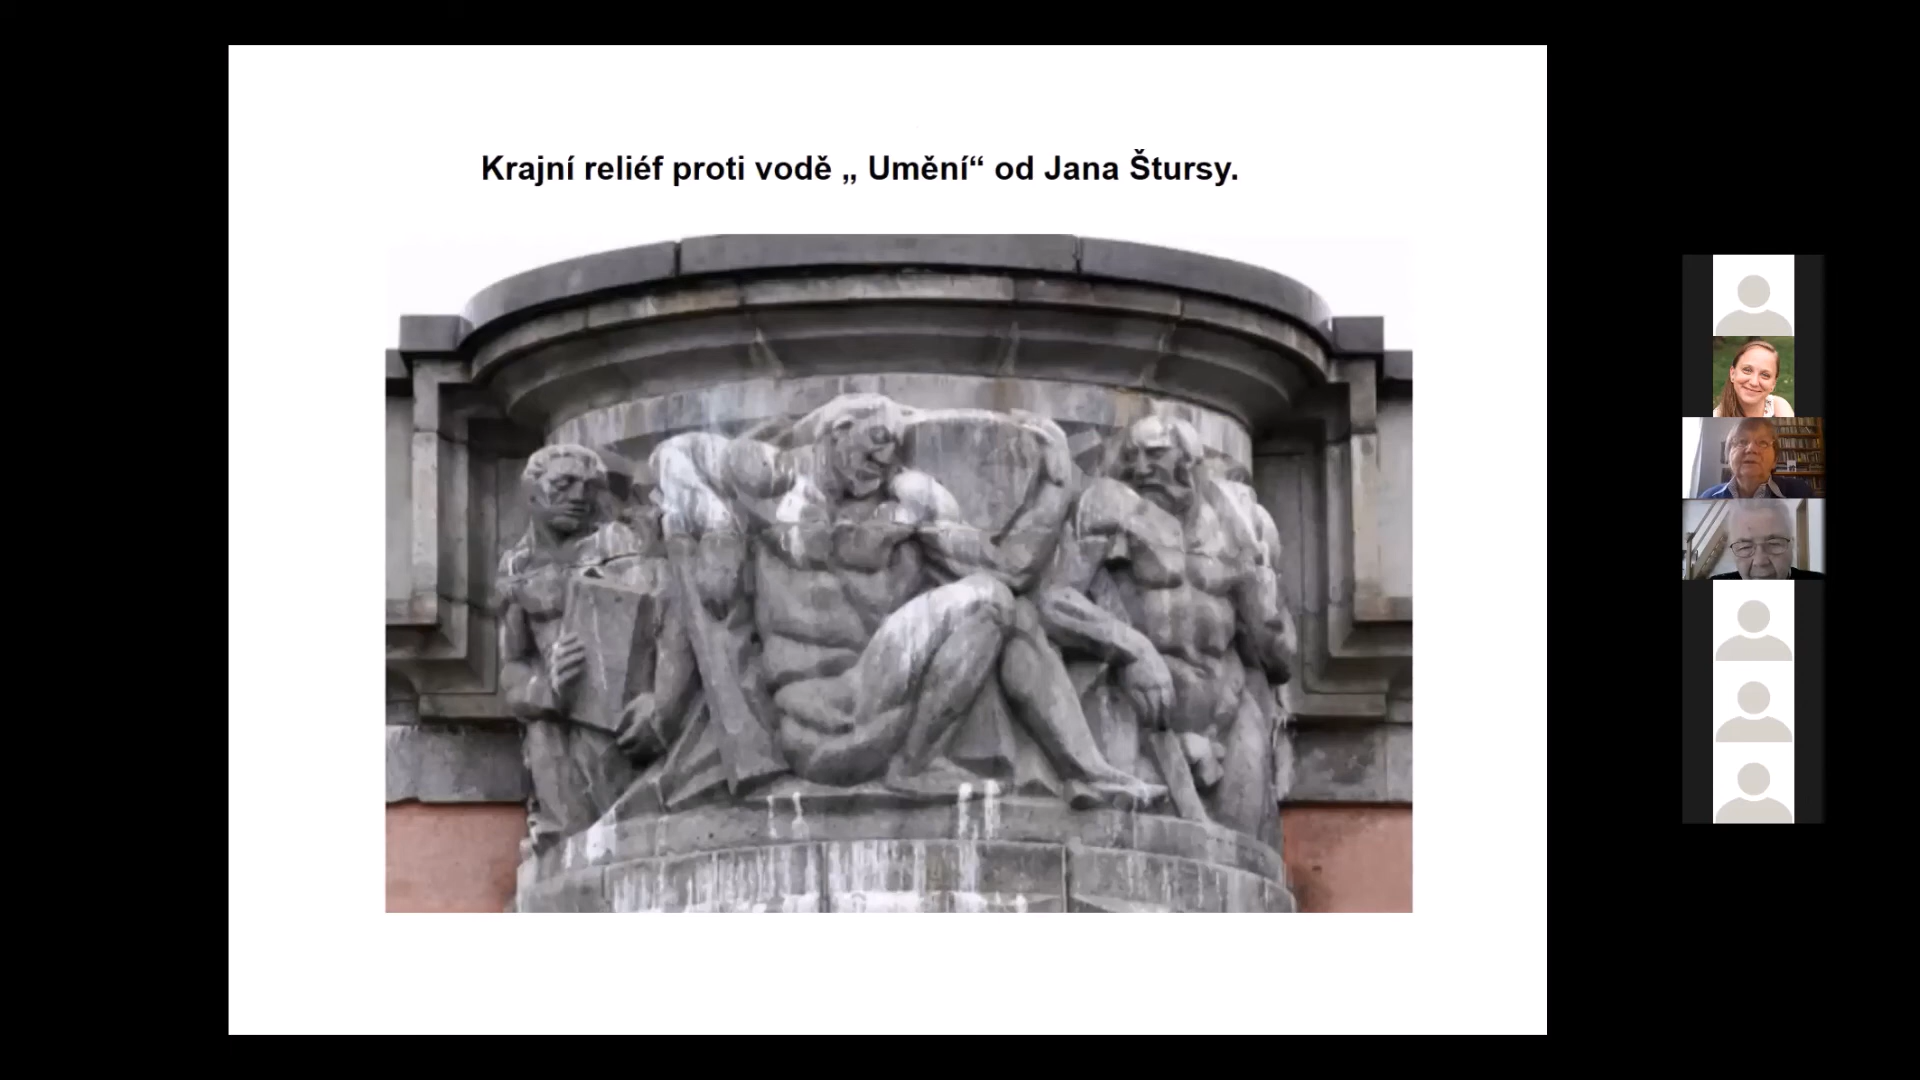 Krajní reliéf proti vodě „ Umění“ od Jana Štursy.